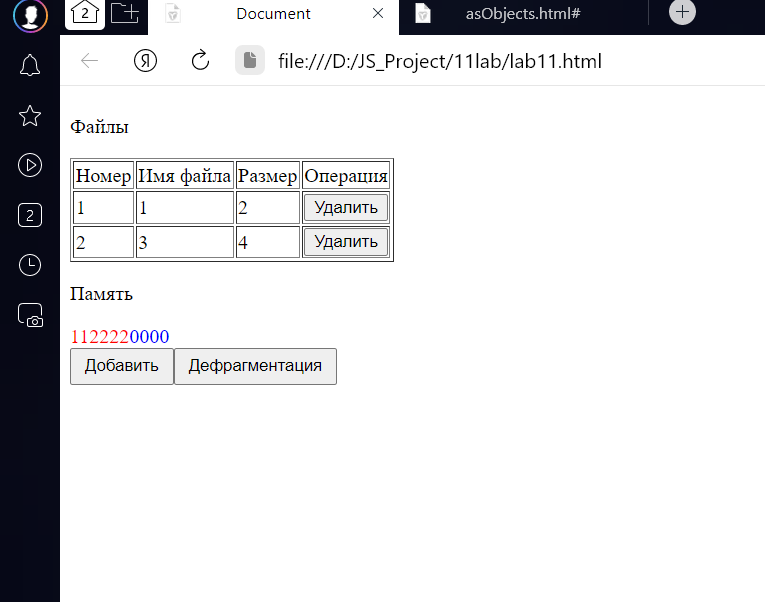 2 Document asObjects.html#
Я file:///D:/JS_Project/11lab/lab11.html
2
Файлы
Номер Имя файла Размер Операция
1 1 2 Удалить
2 3 4 Удалить
Память
1122220000
Добавить Дефрагментация